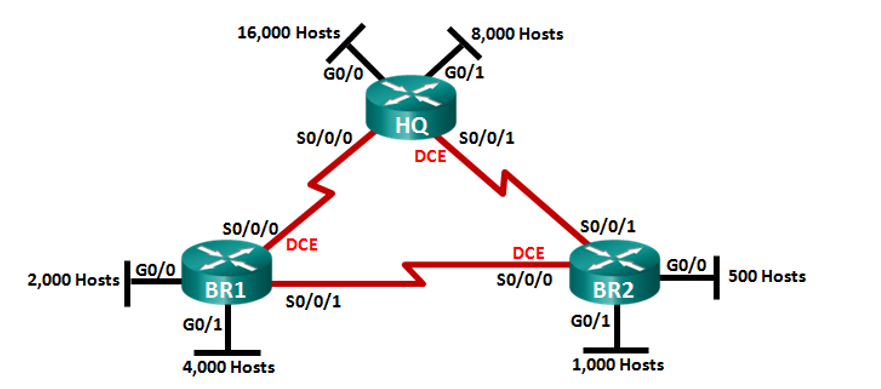 16,000 Hosts
8,000 Hosts
G0/0
G0/1
HQ
S0/0/0
S0/0/1
DCE
S0/0/0
S0/0/1
DCE
DCE
2,000 Hosts
G0/0
BR1
S0/0/1
S0/0/0
BR2
G0/0
500 Hosts
G0/1
G0/1
4,000 Hosts
1,000 Hosts